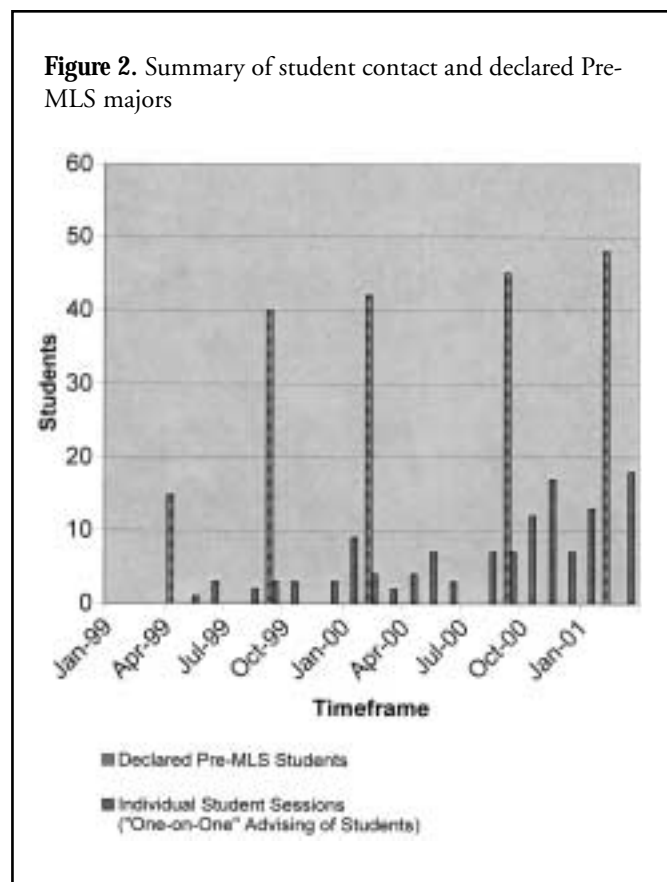 Figure 2. Summary of student contact and declared Pre-
MLS majors
60
50
40
30
20
10
0
Students
Jan-99
Apr-99
Jul-99
Oct-99
Jan-00
Apr-00
Jul-00
Oct-00
Jan-01
Timeframe
Declared Pre-MLS Students
Individual Student Sessions
("One-on-One" Advising of Students)